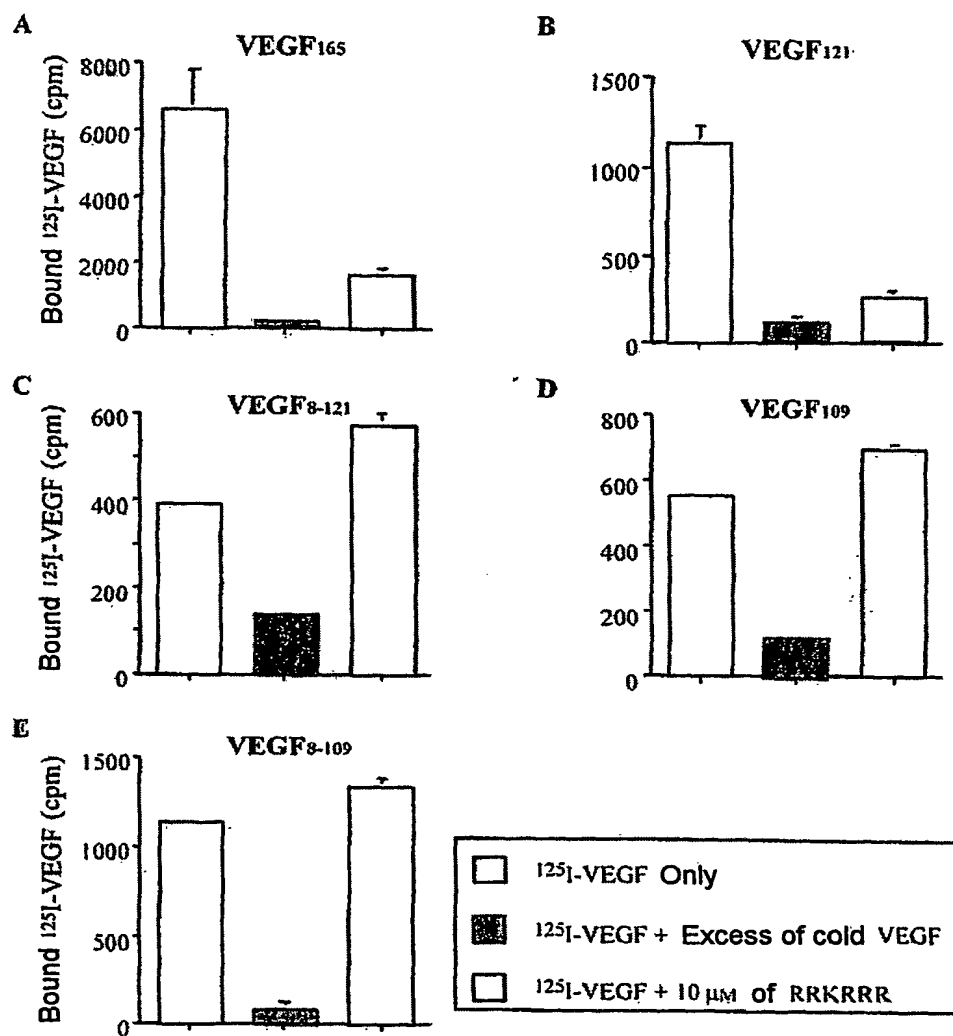 A
VEGF165
Bound 125I-VEGF (cpm)
8000
6000
4000
2000
0
B
VEGF121
1500
1000
500
0
C
VEGF8-121
Bound 125I-VEGF (cpm)
600
400
200
0
D
VEGF109
800
600
400
200
0
E
VEGF8-109
Bound 125I-VEGF (cpm)
1500
1000
500
0
125I-VEGF Only
125I-VEGF + Excess of cold VEGF
125I-VEGF + 10 μM of RRKRRR